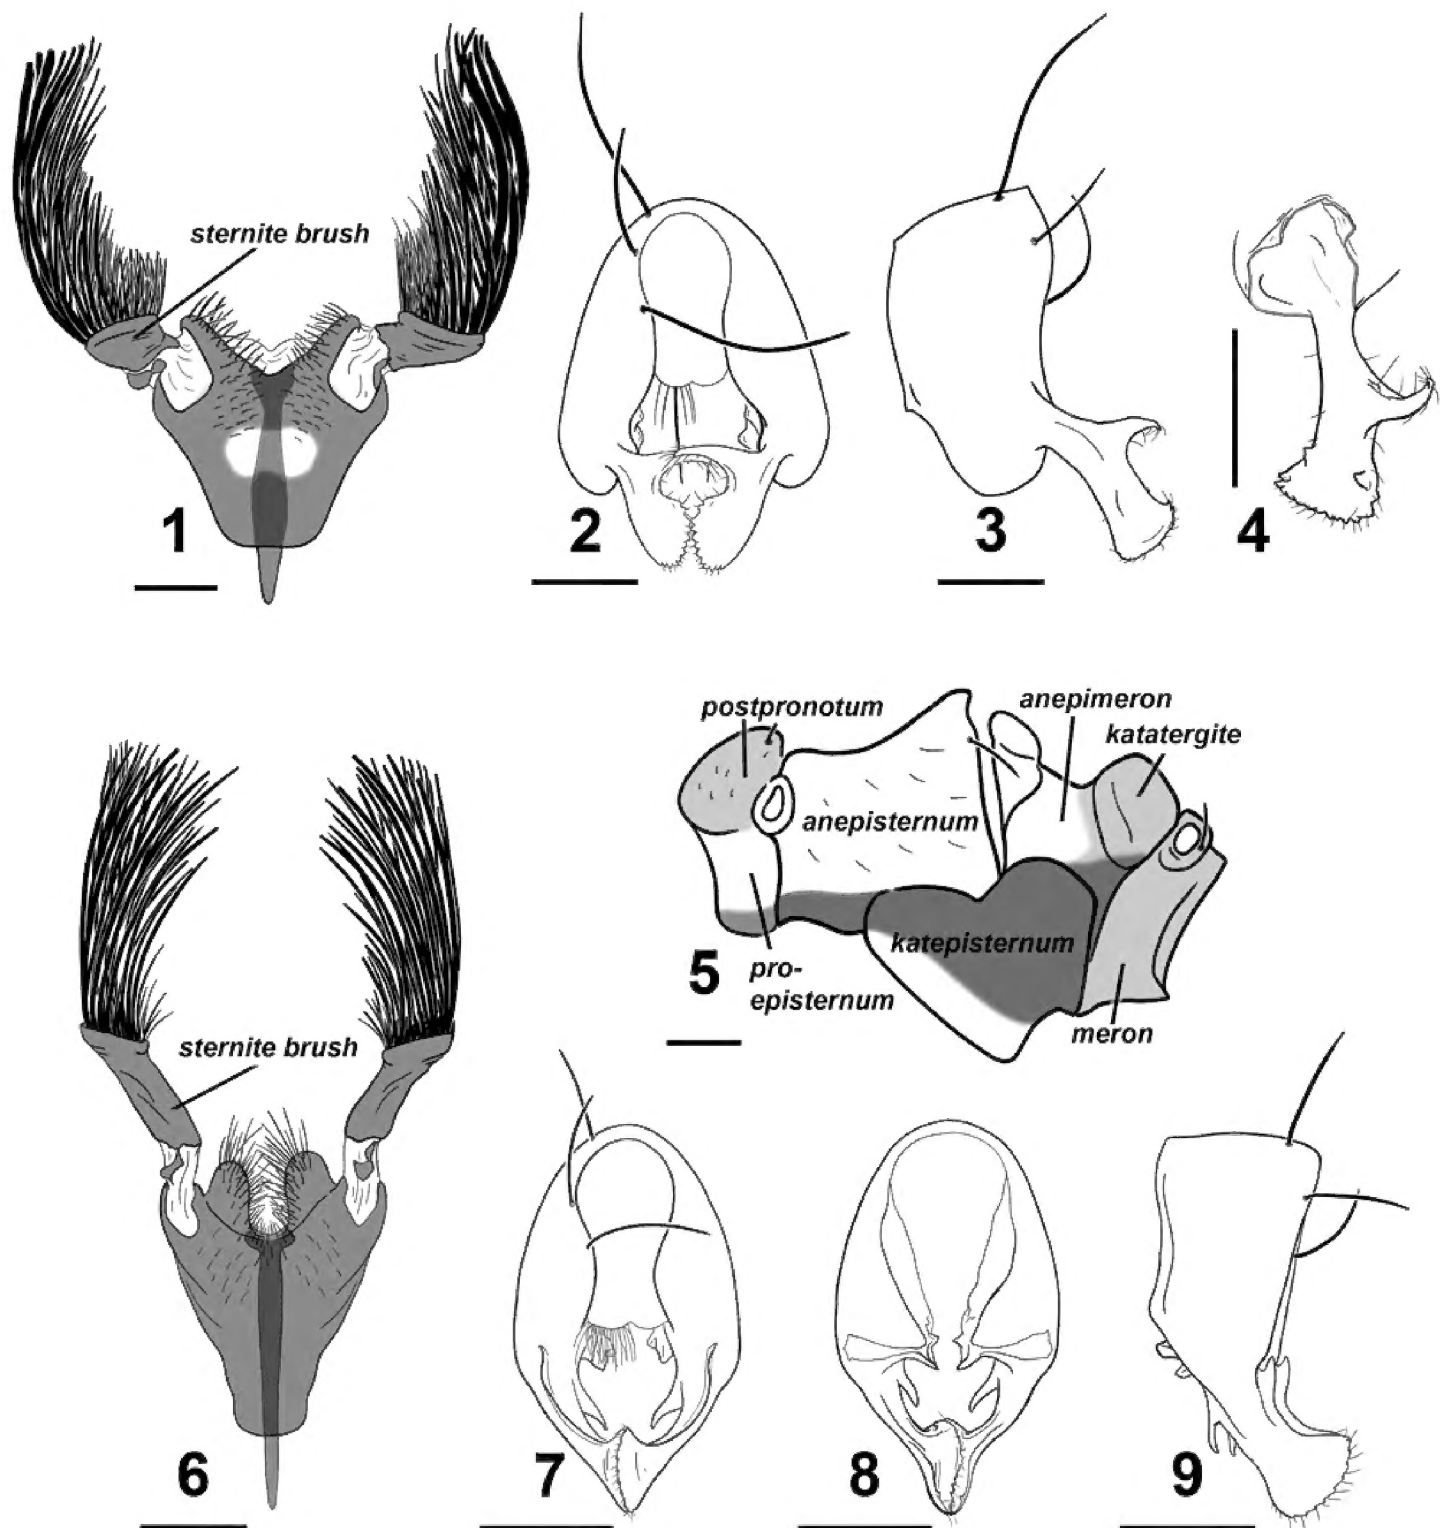 sternite brush
1
2
3
4
postpronotum
anepimeron
katatergite
anepisternum
katepisternum
5
pro-
episternum
meron
sternite brush
6
7
8
9